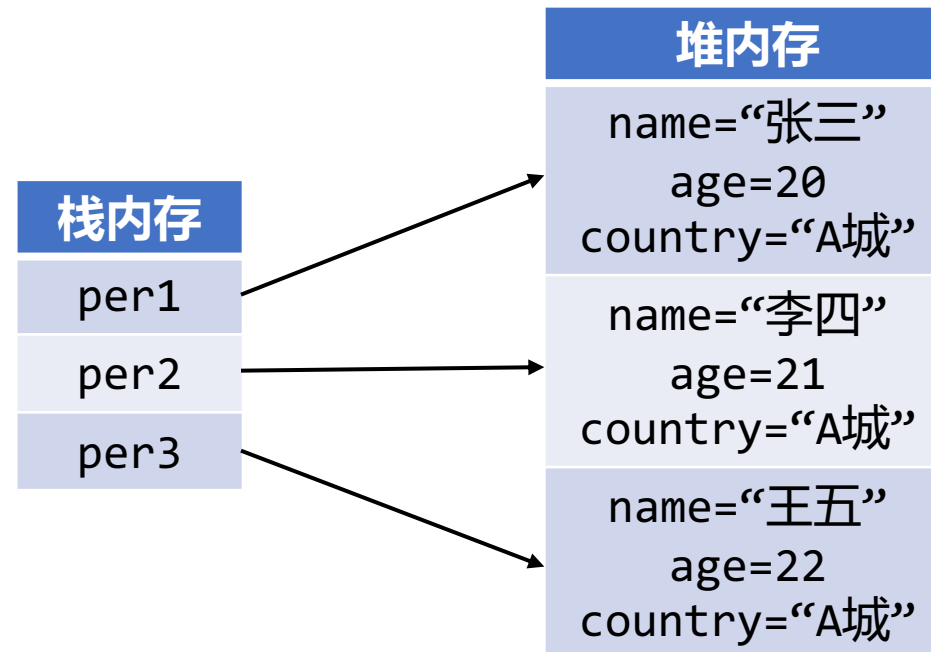 栈内存
per1
per2
per3
堆内存
name=“张三”
age=20
country=“A城”
name=“李四”
age=21
country=“A城”
name=“王五”
age=22
country=“A城”